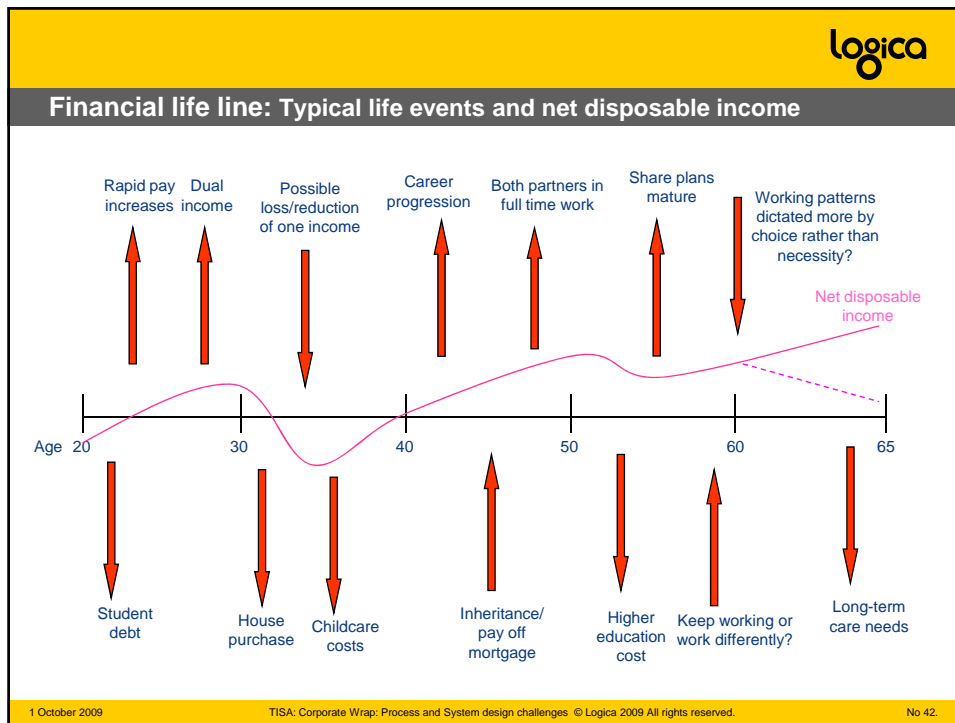 logica
Financial life line: Typical life events and net disposable income
Rapid pay
increases
Dual
income
Possible
loss/reduction
of one income
Career
progression
Both partners in
full time work
Share plans
mature
Working patterns
dictated more by
choice rather than
necessity?
Net disposable
income
Age 20 30 40 50 60 65
Student
debt
House
purchase
Childcare
costs
Inheritance/
pay off
mortgage
Higher
education
cost
Keep working or
work differently?
Long-term
care needs
1 October 2009 TISA: Corporate Wrap: Process and System design challenges © Logica 2009 All rights reserved. No 42.